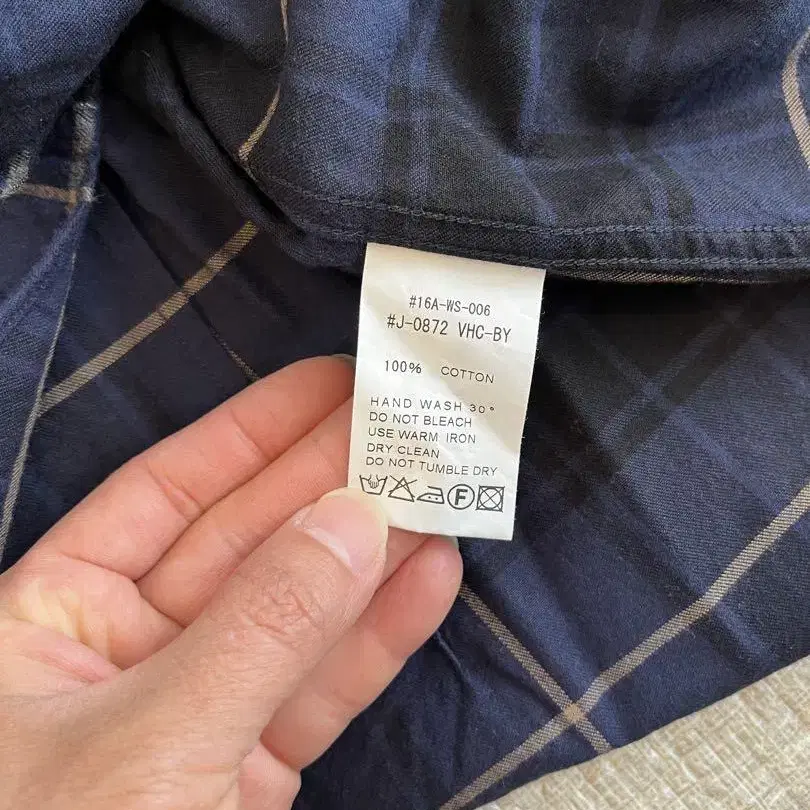 #16A-WS-006
#J-0872 VHC-BY
100% COTTON
HAND WASH 30°
DO NOT BLEACH
USE WARM IRON
DRY CLEAN
DO NOT TUMBLE DRY
F